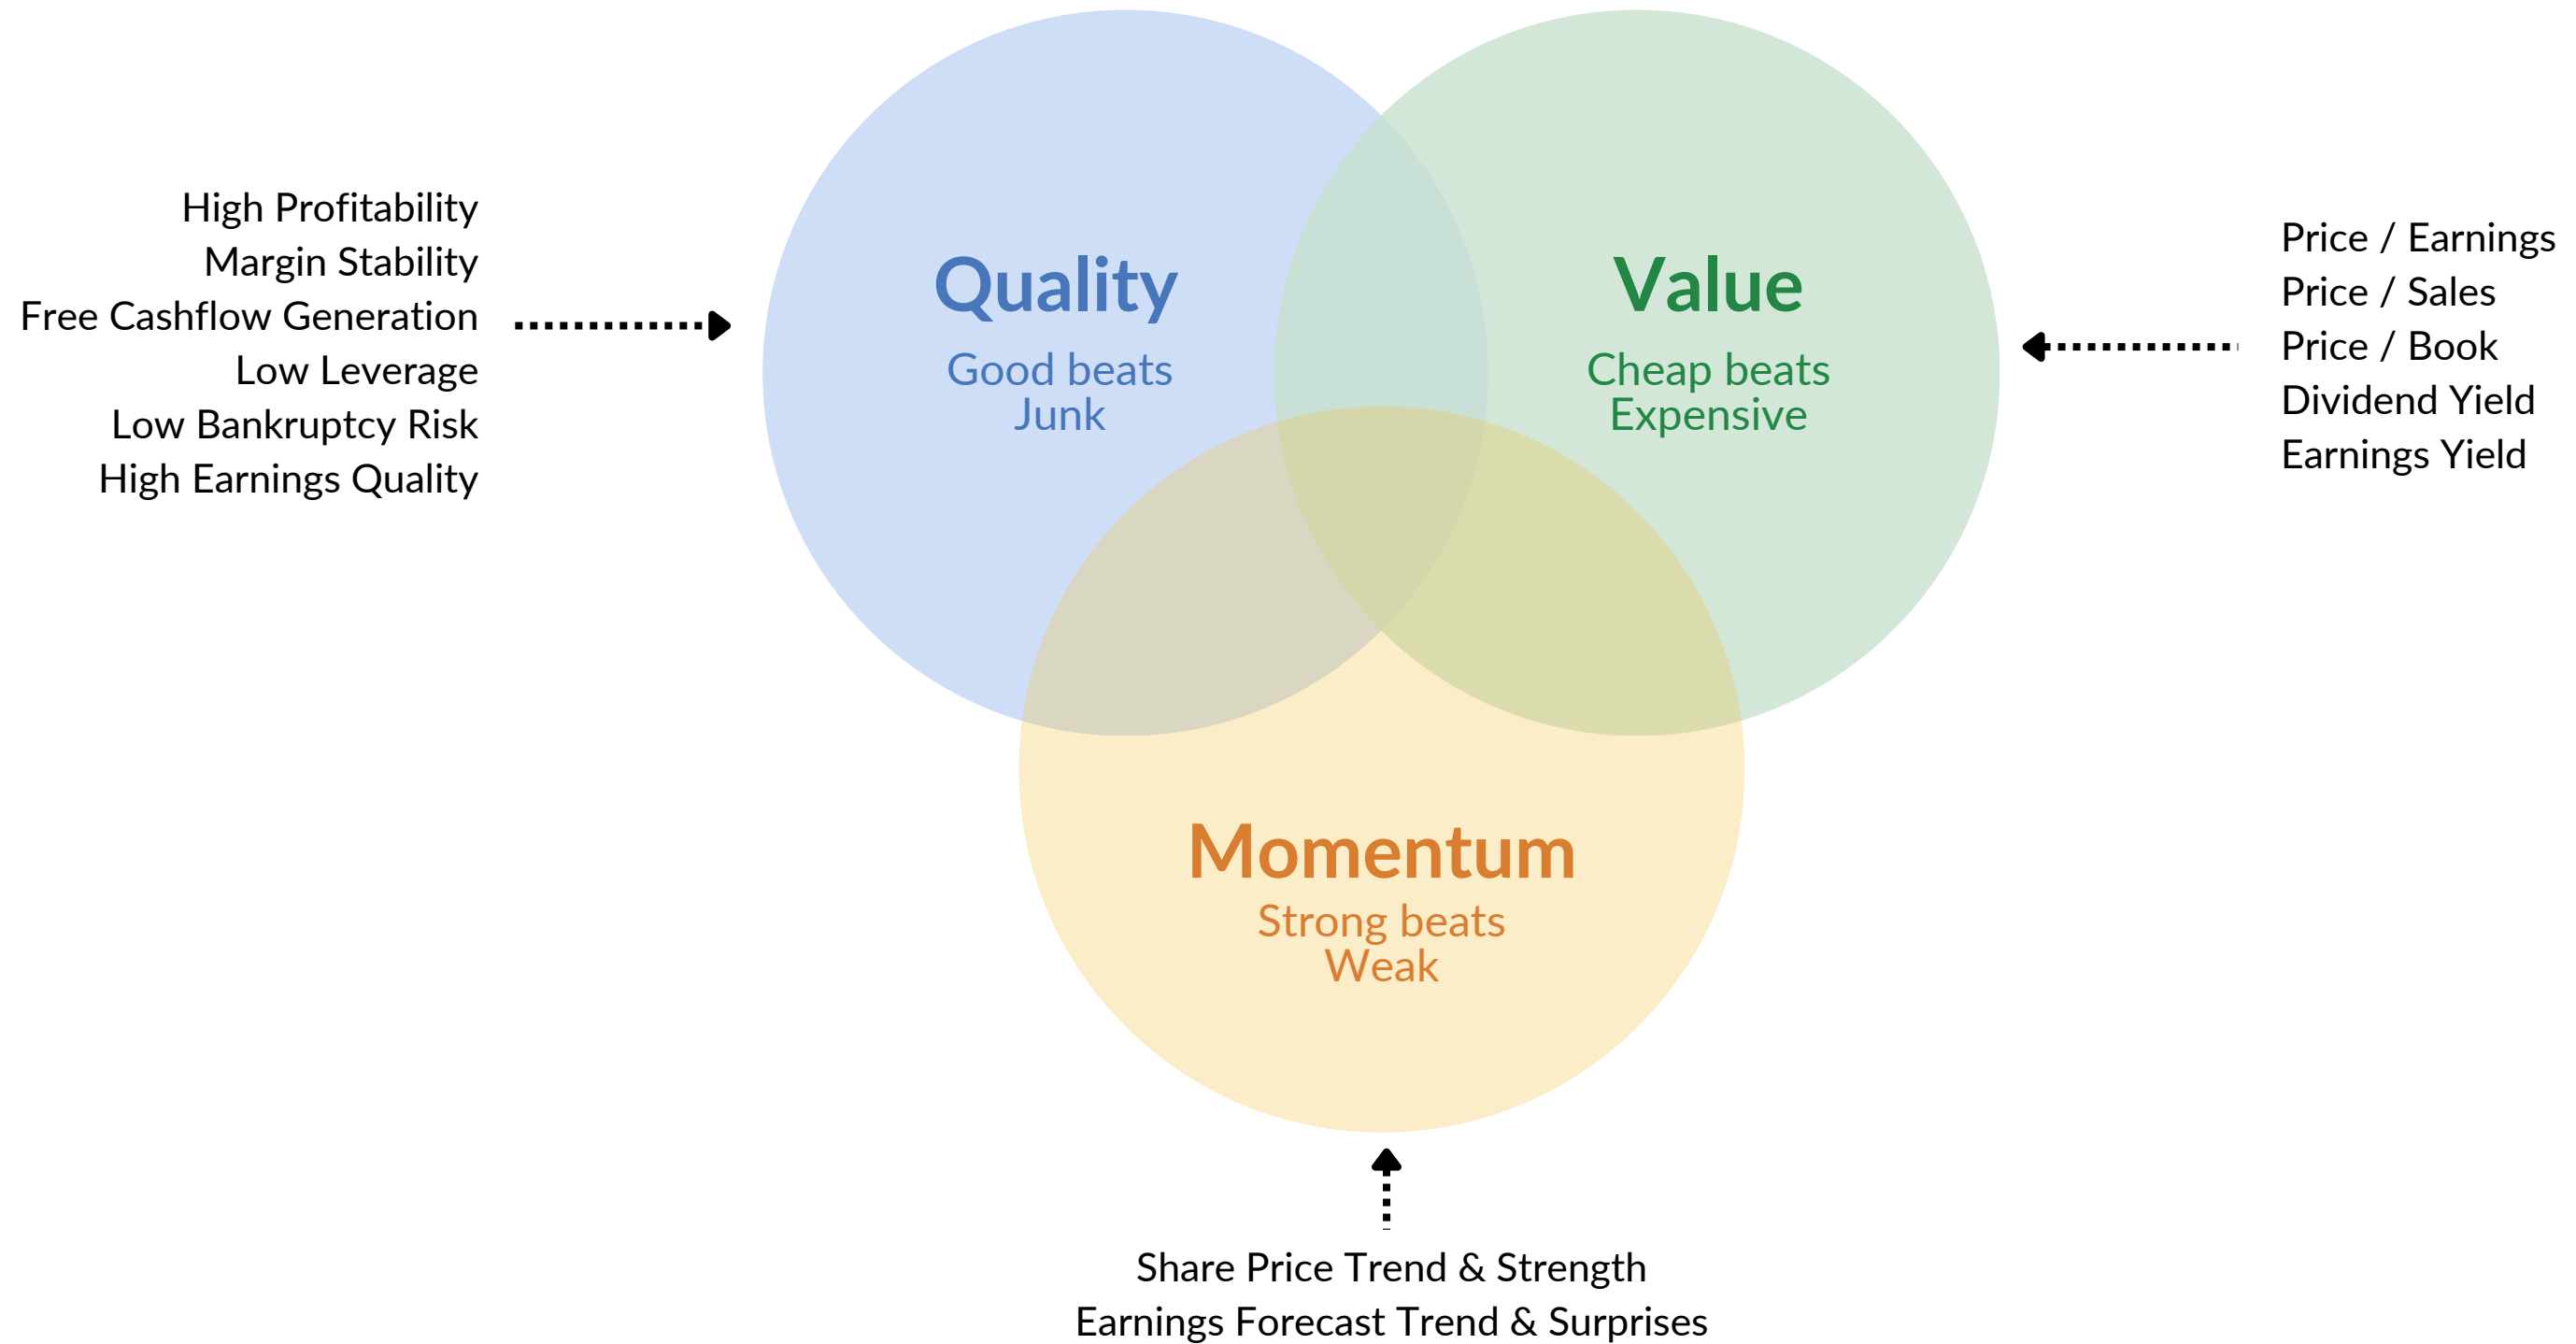 High Profitability
Margin Stability
Free Cashflow Generation
Low Leverage
Low Bankruptcy Risk
High Earnings Quality
Quality
Good beats
Junk
Value
Cheap beats
Expensive
Price / Earnings
Price / Sales
Price / Book
Dividend Yield
Earnings Yield
Momentum
Strong beats
Weak
Share Price Trend & Strength
Earnings Forecast Trend & Surprises